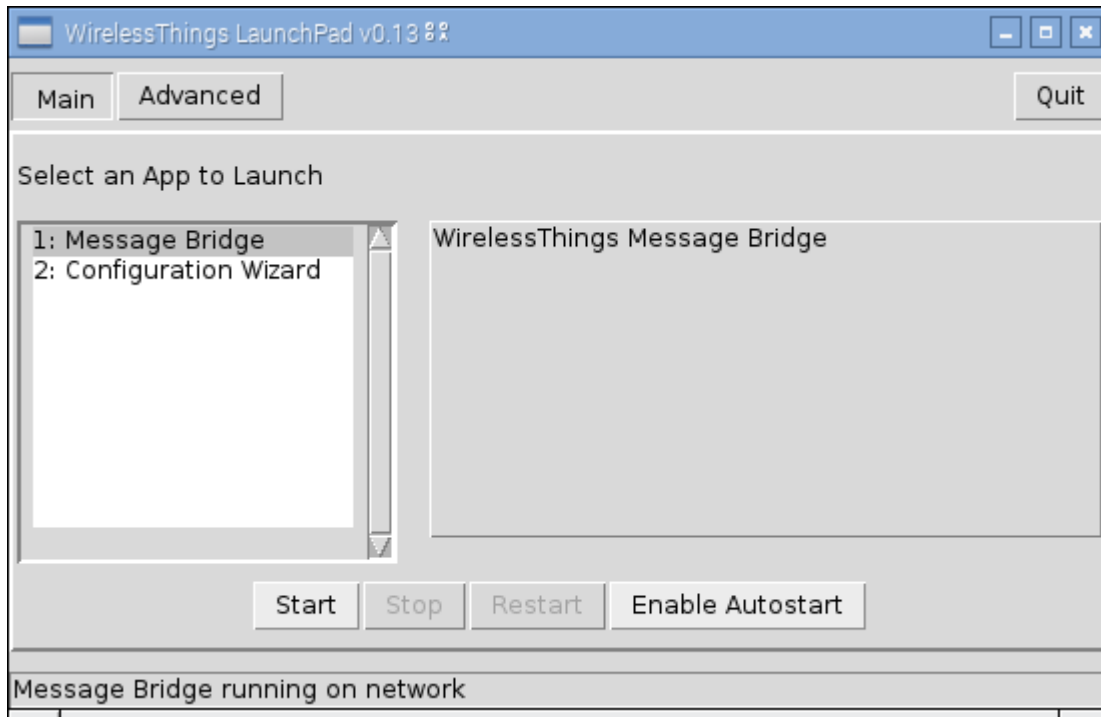 WirelessThings LaunchPad v0.13
Main Advanced Quit
Select an App to Launch
1: Message Bridge
2: Configuration Wizard
WirelessThings Message Bridge
Start Stop Restart Enable Autostart
Message Bridge running on network